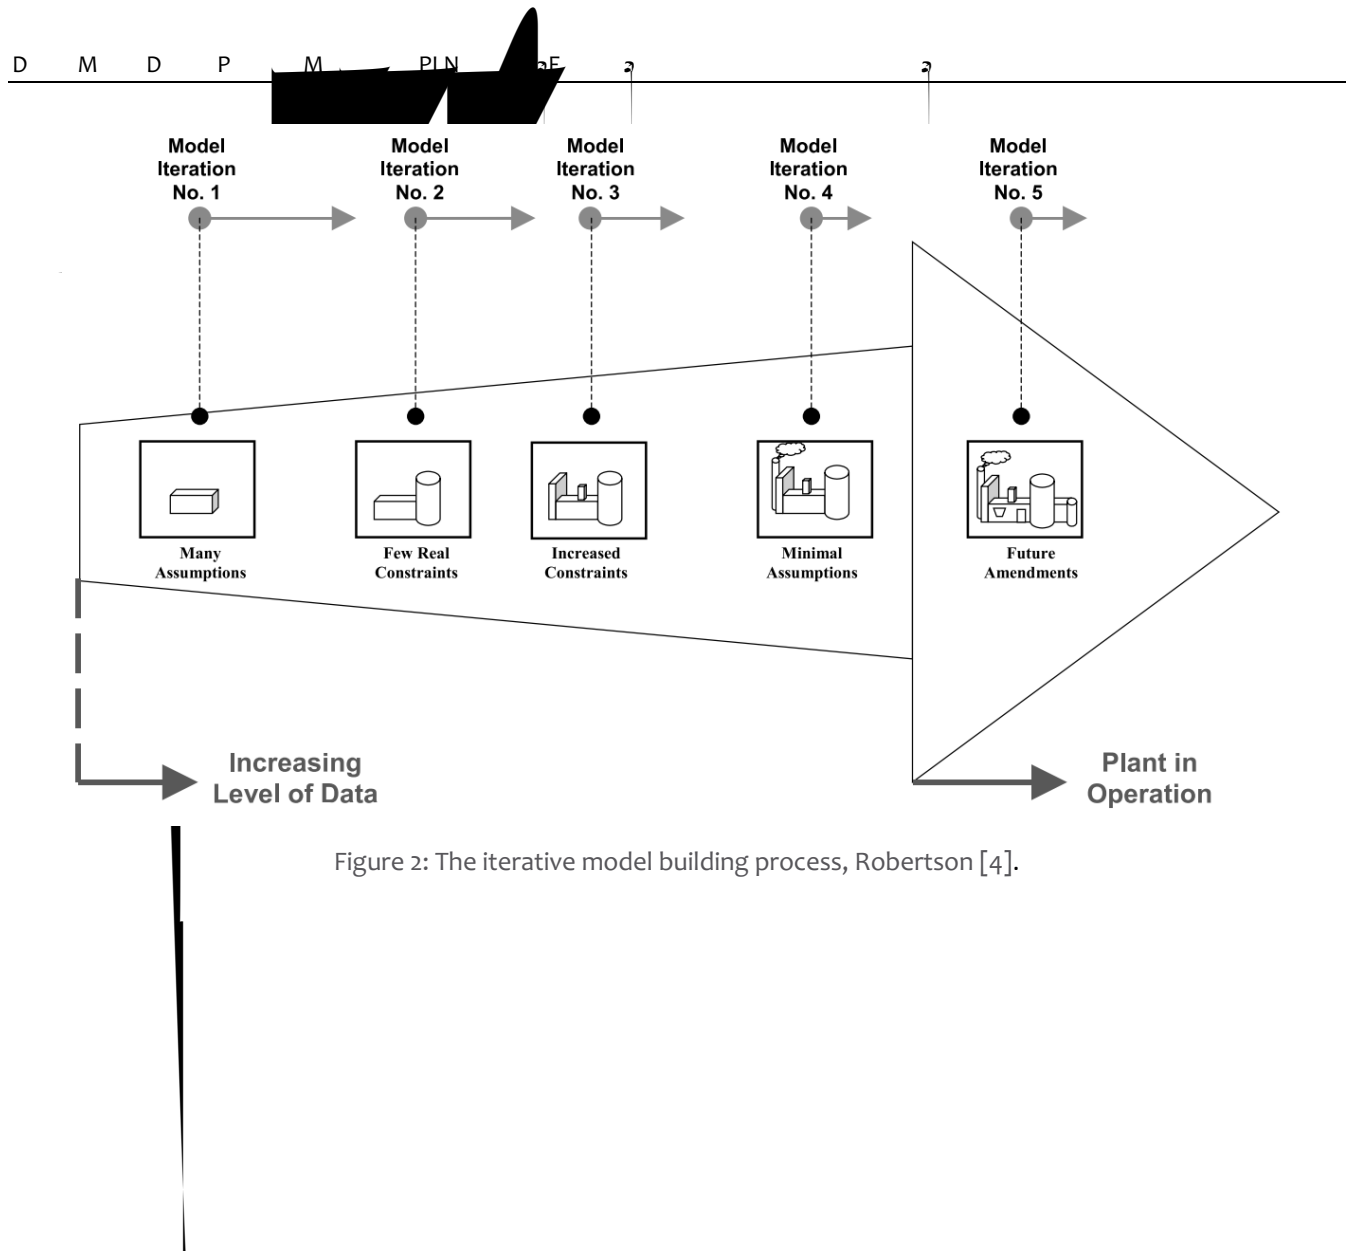 D M D P M PLN F
Model
Iteration
No. 1
Model
Iteration
No. 2
Model
Iteration
No. 3
Model
Iteration
No. 4
Model
Iteration
No. 5
Many
Assumptions
Few Real
Constraints
Increased
Constraints
Minimal
Assumptions
Future
Amendments
Increasing
Level of Data
Plant in
Operation
Figure 2: The iterative model building process, Robertson [4].